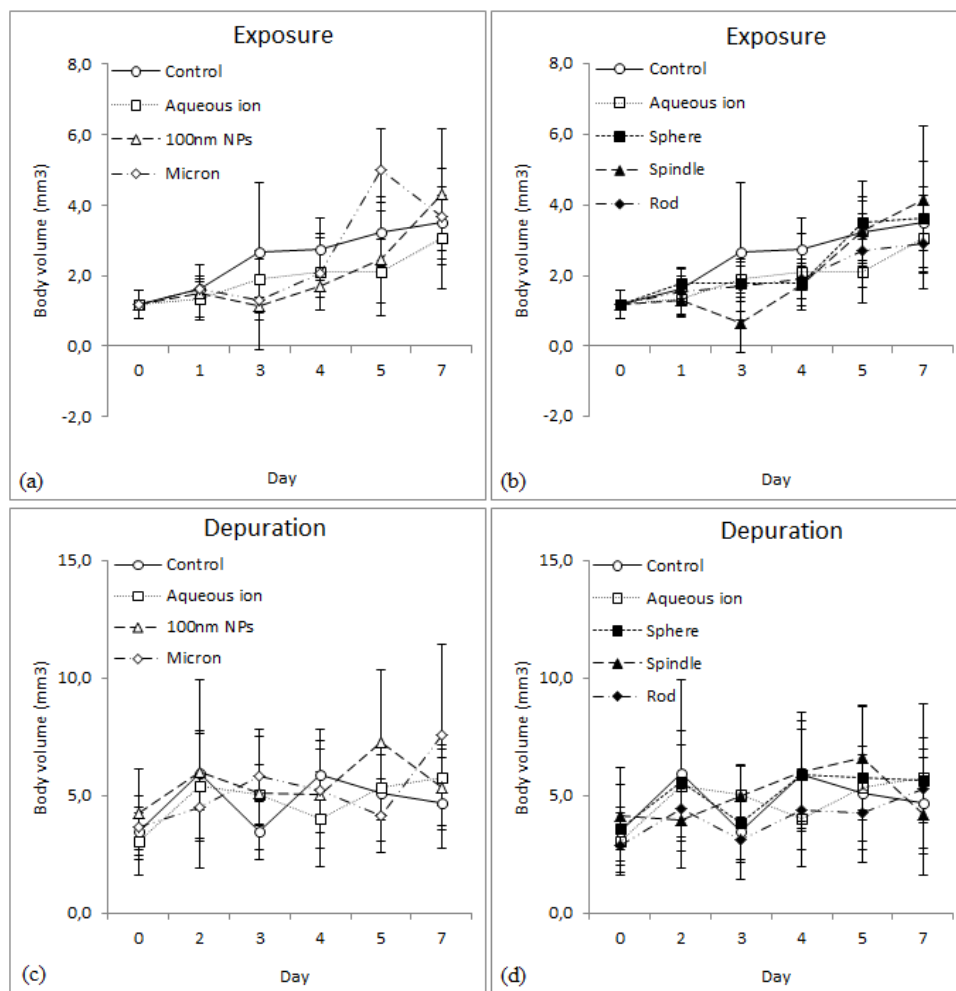 Exposure
8,0
6,0
4,0
2,0
0,0
-2,0
Body volume (mm3)
Control
Aqueous ion
100nm NPs
Micron
0 1 3 4 5 7
Day
(a)
Exposure
8,0
6,0
4,0
2,0
0,0
-2,0
Body volume (mm3)
Control
Aqueous ion
Sphere
Spindle
Rod
0 1 3 4 5 7
Day
(b)
Depuration
15,0
10,0
5,0
0,0
Body volume (mm3)
Control
Aqueous ion
100nm NPs
Micron
0 2 3 4 5 7
Day
(c)
Depuration
15,0
10,0
5,0
0,0
Body volume (mm3)
Control
Aqueous ion
Sphere
Spindle
Rod
0 2 3 4 5 7
Day
(d)